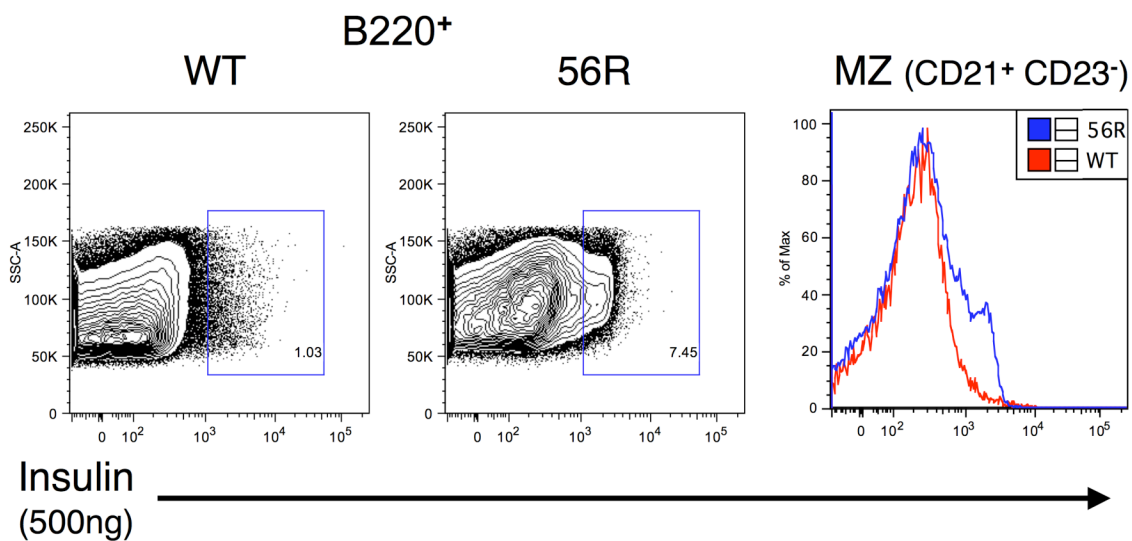 B220⁺
WT 56R MZ (CD21⁺ CD23⁻)
250K
200K
150K
100K
50K
0
SSC-A
1.03
0 10² 10³ 10⁴ 10⁵
250K
200K
150K
100K
50K
0
SSC-A
7.45
0 10² 10³ 10⁴ 10⁵
100
80
60
40
20
0
% of Max
56R
WT
0 10² 10³ 10⁴ 10⁵
Insulin
(500ng)